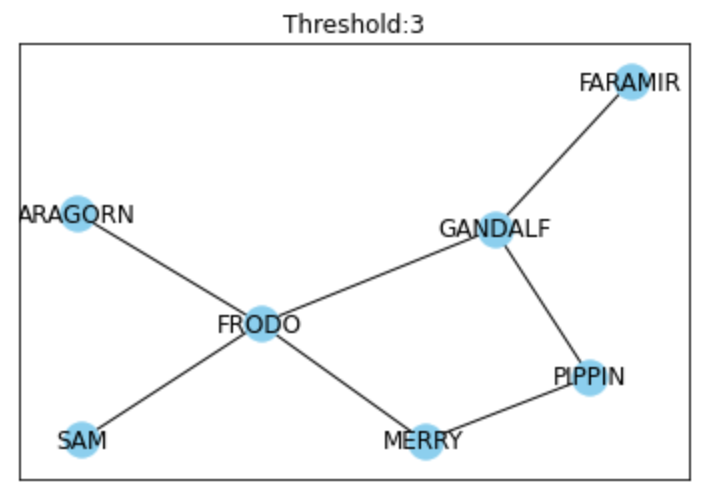 Threshold:3
FARAMIR
ARAGORN
GANDALF
FRODO
PIPPIN
SAM
MERRY